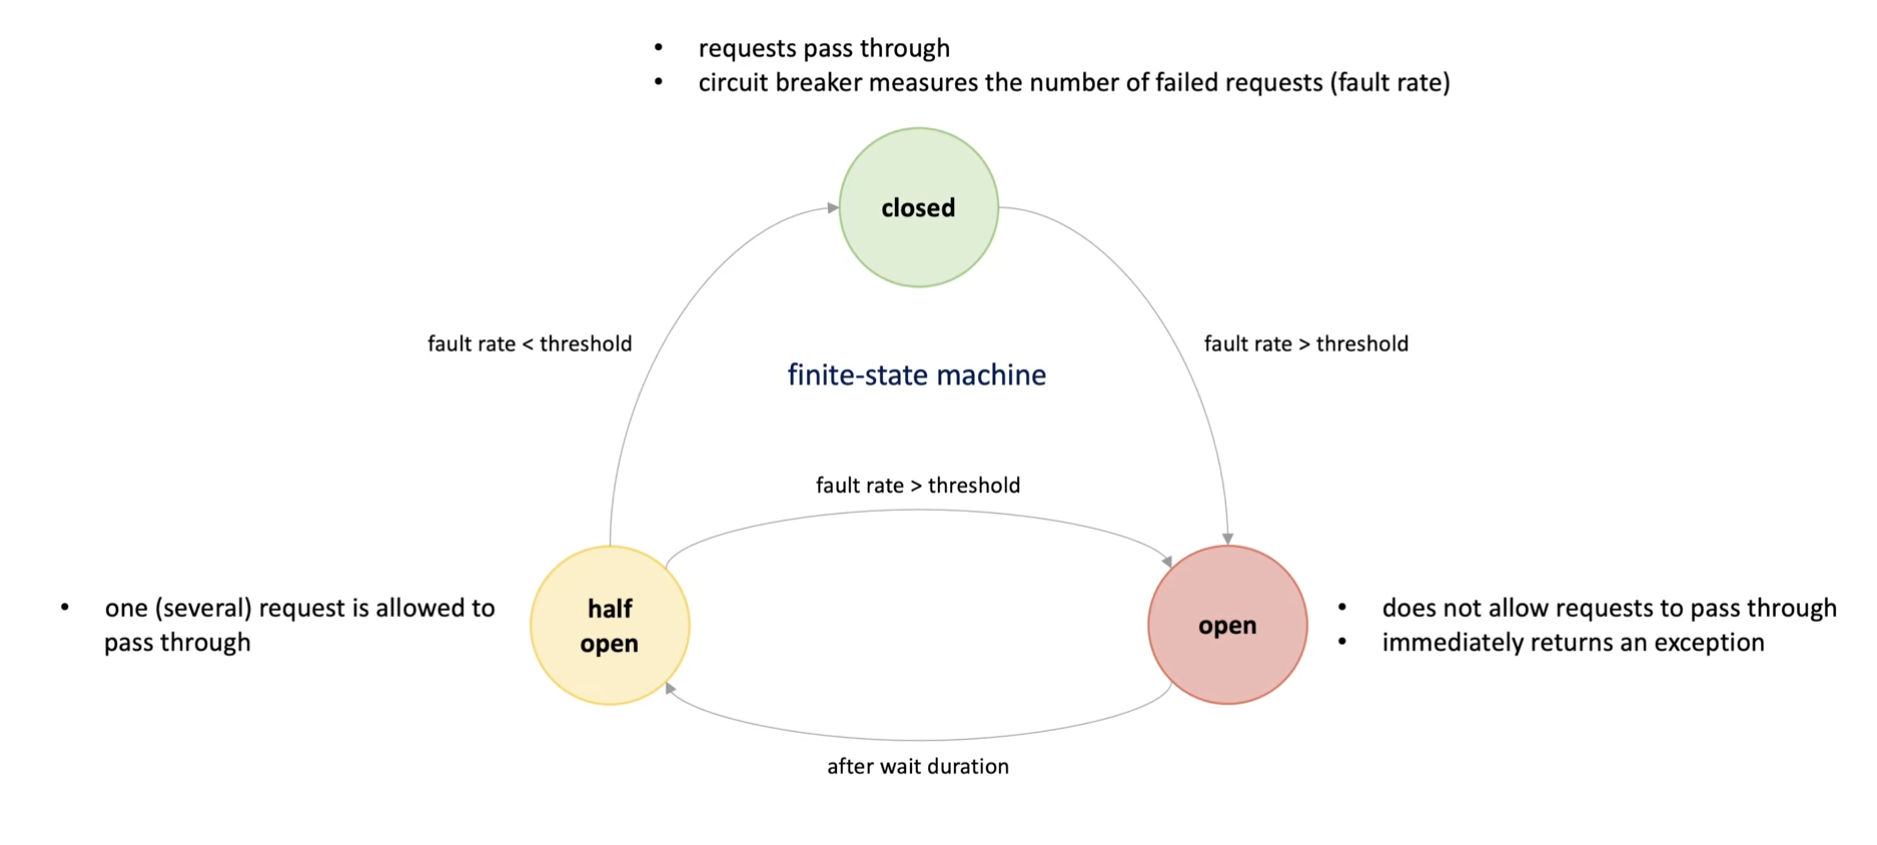 • requests pass through
• circuit breaker measures the number of failed requests (fault rate)
closed
fault rate < threshold
fault rate > threshold
finite-state machine
fault rate > threshold
• one (several) request is allowed to
pass through
half
open
open
• does not allow requests to pass through
• immediately returns an exception
after wait duration